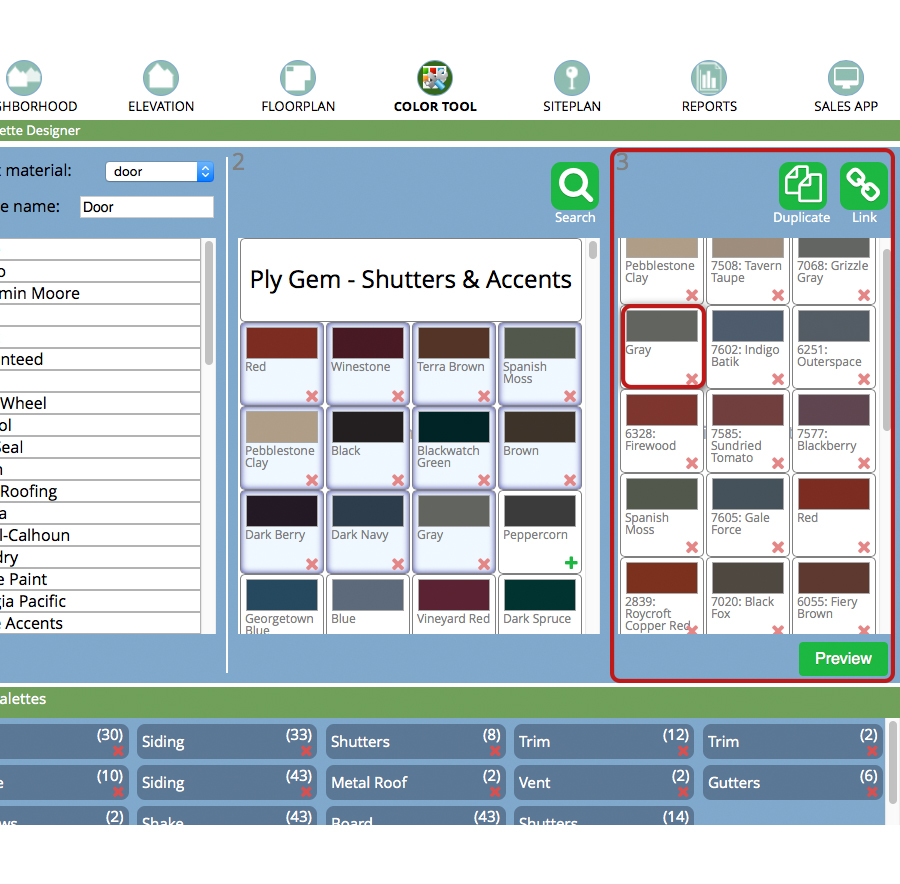 GHBORHOOD
ELEVATION
FLOORPLAN
COLOR TOOL
SITEPLAN
REPORTS
SALES APP
ette Designer
material:
door
e name:
Door
o
min Moore
nteed
Wheel
ol
Seal
n
Roofing
a
l-Calhoun
dry
e Paint
gia Pacific
Accents
2
Search
Ply Gem - Shutters & Accents
Red
Winestone
Terra Brown
Spanish
Moss
Pebblestone
Clay
Black
Blackwatch
Green
Brown
Dark Berry
Dark Navy
Gray
Peppercorn
Georgetown
Blue
Blue
Vineyard Red
Dark Spruce
3
Duplicate
Link
Pebblestone
Clay
7508: Tavern
Taupe
7068: Grizzle
Gray
Gray
7602: Indigo
Batik
6251:
Outerspace
6328:
Firewood
7585:
Sundried
Tomato
7577:
Blackberry
Spanish
Moss
7605: Gale
Force
Red
2839:
Roycroft
Copper Red
7020: Black
Fox
6055: Fiery
Brown
Preview
alettes
(30)
Siding (33)
Shutters (8)
Trim (12)
Trim (2)
e (10)
Siding (43)
Metal Roof (2)
Vent (2)
Gutters (6)
ws (2)
Shake (43)
Board (43)
Shutters (14)